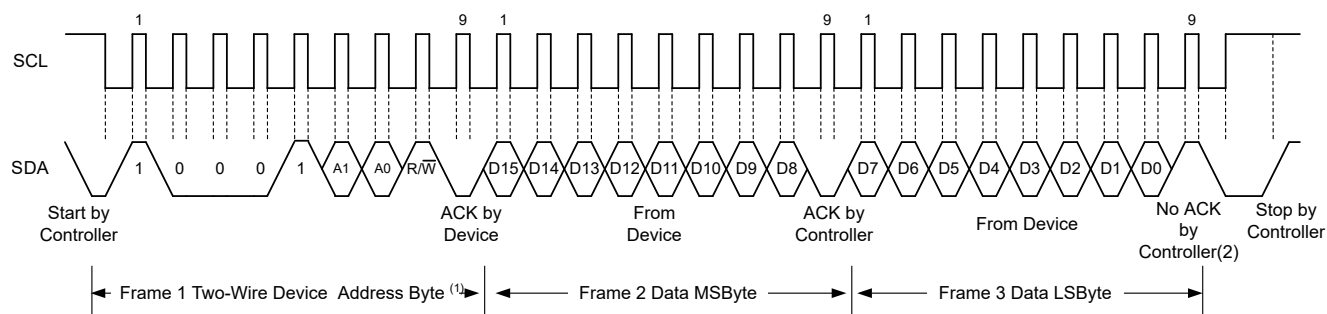 1 9 1 9 1 9
SCL
SDA
1 0 0 0 1 A1 A0 R/W̅ D15 D14 D13 D12 D11 D10 D9 D8 D7 D6 D5 D4 D3 D2 D1 D0
Start by
Controller
ACK by
Device
From
Device
ACK by
Controller
From Device
No ACK
by
Controller(2)
Stop by
Controller
Frame 1 Two-Wire Device Address Byte (1)
Frame 2 Data MSByte
Frame 3 Data LSByte